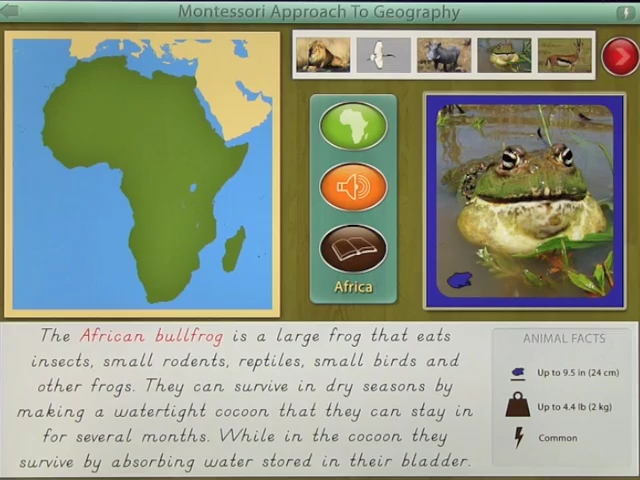 Montessori Approach To Geography
Africa
The African bullfrog is a large frog that eats
insects, small rodents, reptiles, small birds and
other frogs. They can survive in dry seasons by
making a watertight cocoon that they can stay in
for several months. While in the cocoon they
survive by absorbing water stored in their bladder.
ANIMAL FACTS
Up to 9.5 in (24 cm)
Up to 4.4 lb (2 kg)
Common